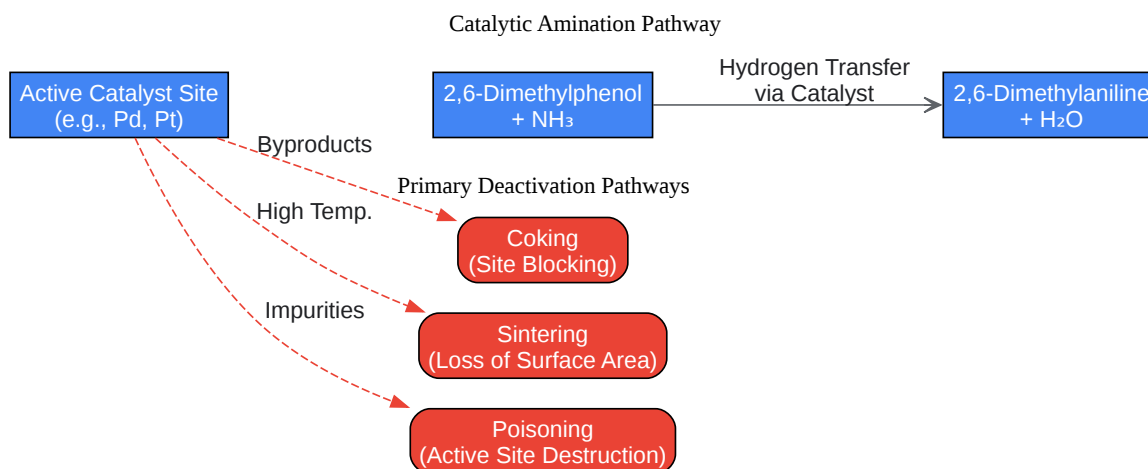 Catalytic Amination Pathway
Active Catalyst Site
(e.g., Pd, Pt)
2,6-Dimethylphenol
+ NH₃
Hydrogen Transfer
via Catalyst
2,6-Dimethylaniline
+ H₂O
Byproducts
Primary Deactivation Pathways
High Temp.
Coking
(Site Blocking)
Impurities
Sintering
(Loss of Surface Area)
Poisoning
(Active Site Destruction)